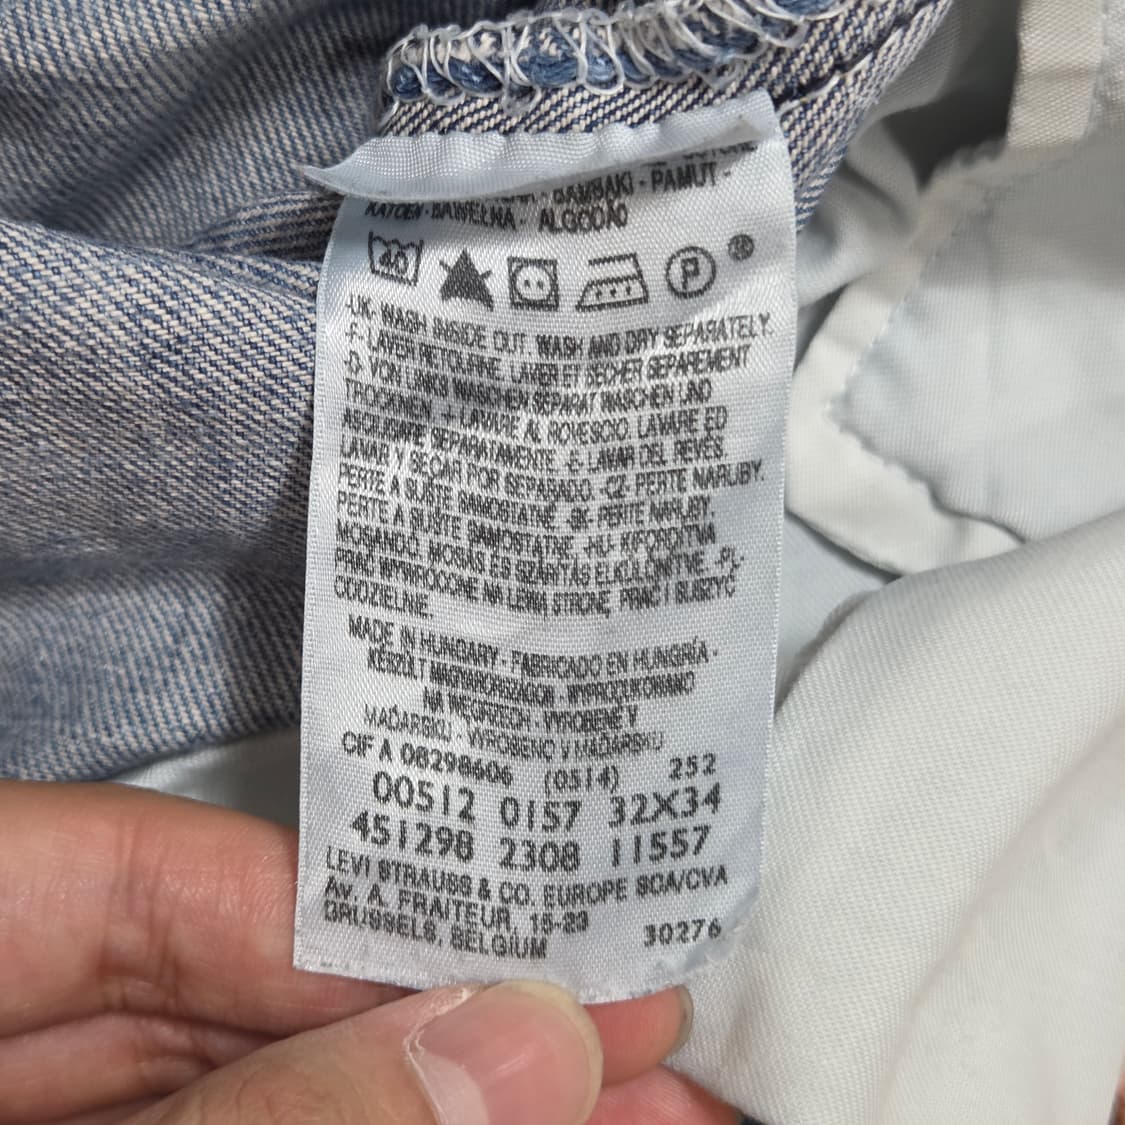 BAMBAKI - PAMUT -
KATOEN - BAWEŁNA - ALGODÃO
40 P ®
-UK- WASH INSIDE OUT. WASH AND DRY SEPARATELY.
-F- LAVER RETOURNE. LAVER ET SECHER SEPAREMENT
-D- VON LINKS WASCHEN SEPARAT WASCHEN UND
TROCKNEN. -I- LAVARE AL ROVESCIO. LAVARE ED
ASCIUGARE SEPARATAMENTE. -E- LAVAR DEL REVÉS.
LAVAR Y SECAR POR SEPARADO. -CZ- PERTE NARUBY.
PERTE A SUŠTE SAMOSTATNĚ. -SK- PERTE NARUBY.
PERTE A SUŠTE SAMOSTATNE. -HU- KIFORDÍTVA
MOSANDÓ. MOSÁS ÉS SZÁRÍTÁS ELKÜLÖNÍTVE. -PL-
PRAĆ WYWRÓCONE NA LEWĄ STRONĘ, PRAĆ I SUSZYĆ
ODDZIELNIE.
MADE IN HUNGARY - FABRICADO EN HUNGRÍA -
KÉSZÜLT MAGYARORSZÁGON - WYPRODUKOWANO
NA WĘGRZECH - VYROBENÉ V
MAĎARSKU - VYROBENO V MAĎARSKU
CIF A 08298606 (0514) 252
00512 0157 32X34
451298 2308 11557
LEVI STRAUSS & CO. EUROPE SCA/CVA
Av. A. FRAITEUR, 15-23
BRUSSELS, BELGIUM 30276